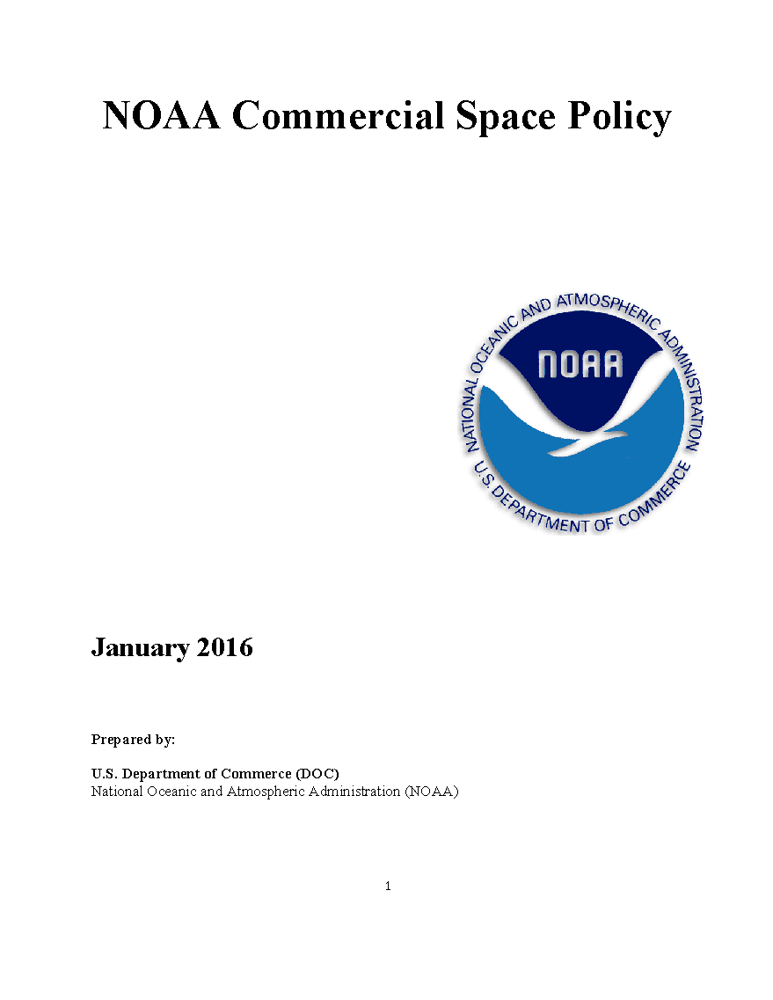 NOAA Commercial Space Policy
NATIONAL OCEANIC AND ATMOSPHERIC ADMINISTRATION
NOAA
U.S. DEPARTMENT OF COMMERCE
January 2016
Prepared by:
U.S. Department of Commerce (DOC)
National Oceanic and Atmospheric Administration (NOAA)
1